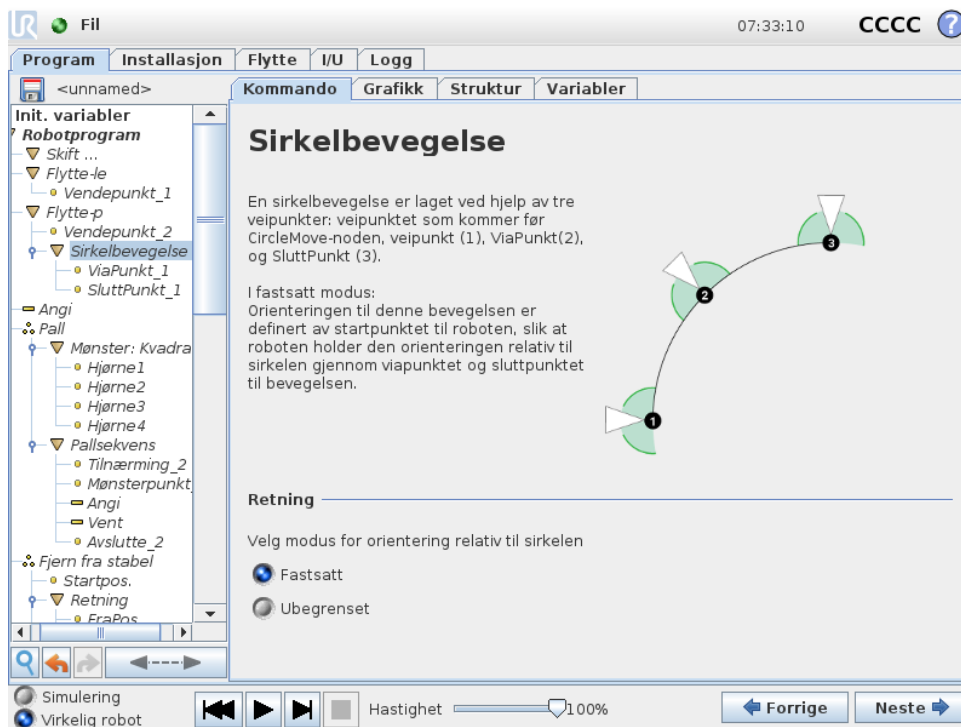 UR Fil 07:33:10 CCCC ?
Program Installasjon Flytte I/U Logg
<unnamed>
Kommando Grafikk Struktur Variabler
Init. variabler
Robotprogram
Skift ...
Flytte-le
Vendepunkt_1
Flytte-p
Vendepunkt_2
Sirkelbevegelse
ViaPunkt_1
SluttPunkt_1
Angi
Pall
Mønster: Kvadra
Hjørne1
Hjørne2
Hjørne3
Hjørne4
Pallsekvens
Tilnærming_2
Mønsterpunkt_
Angi
Vent
Avslutte_2
Fjern fra stabel
Startpos.
Retning
FraPos
Sirkelbevegelse
En sirkelbevegelse er laget ved hjelp av tre
veipunkter: veipunktet som kommer før
CircleMove-noden, veipunkt (1), ViaPunkt(2),
og SluttPunkt (3).
I fastsatt modus:
Orienteringen til denne bevegelsen er
definert av startpunktet til roboten, slik at
roboten holder den orienteringen relativ til
sirkelen gjennom viapunktet og sluttpunktet
til bevegelsen.
3
2
1
Retning
Velg modus for orientering relativ til sirkelen
Fastsatt
Ubegrenset
Simulering
Virkelig robot
Hastighet 100%
Forrige Neste